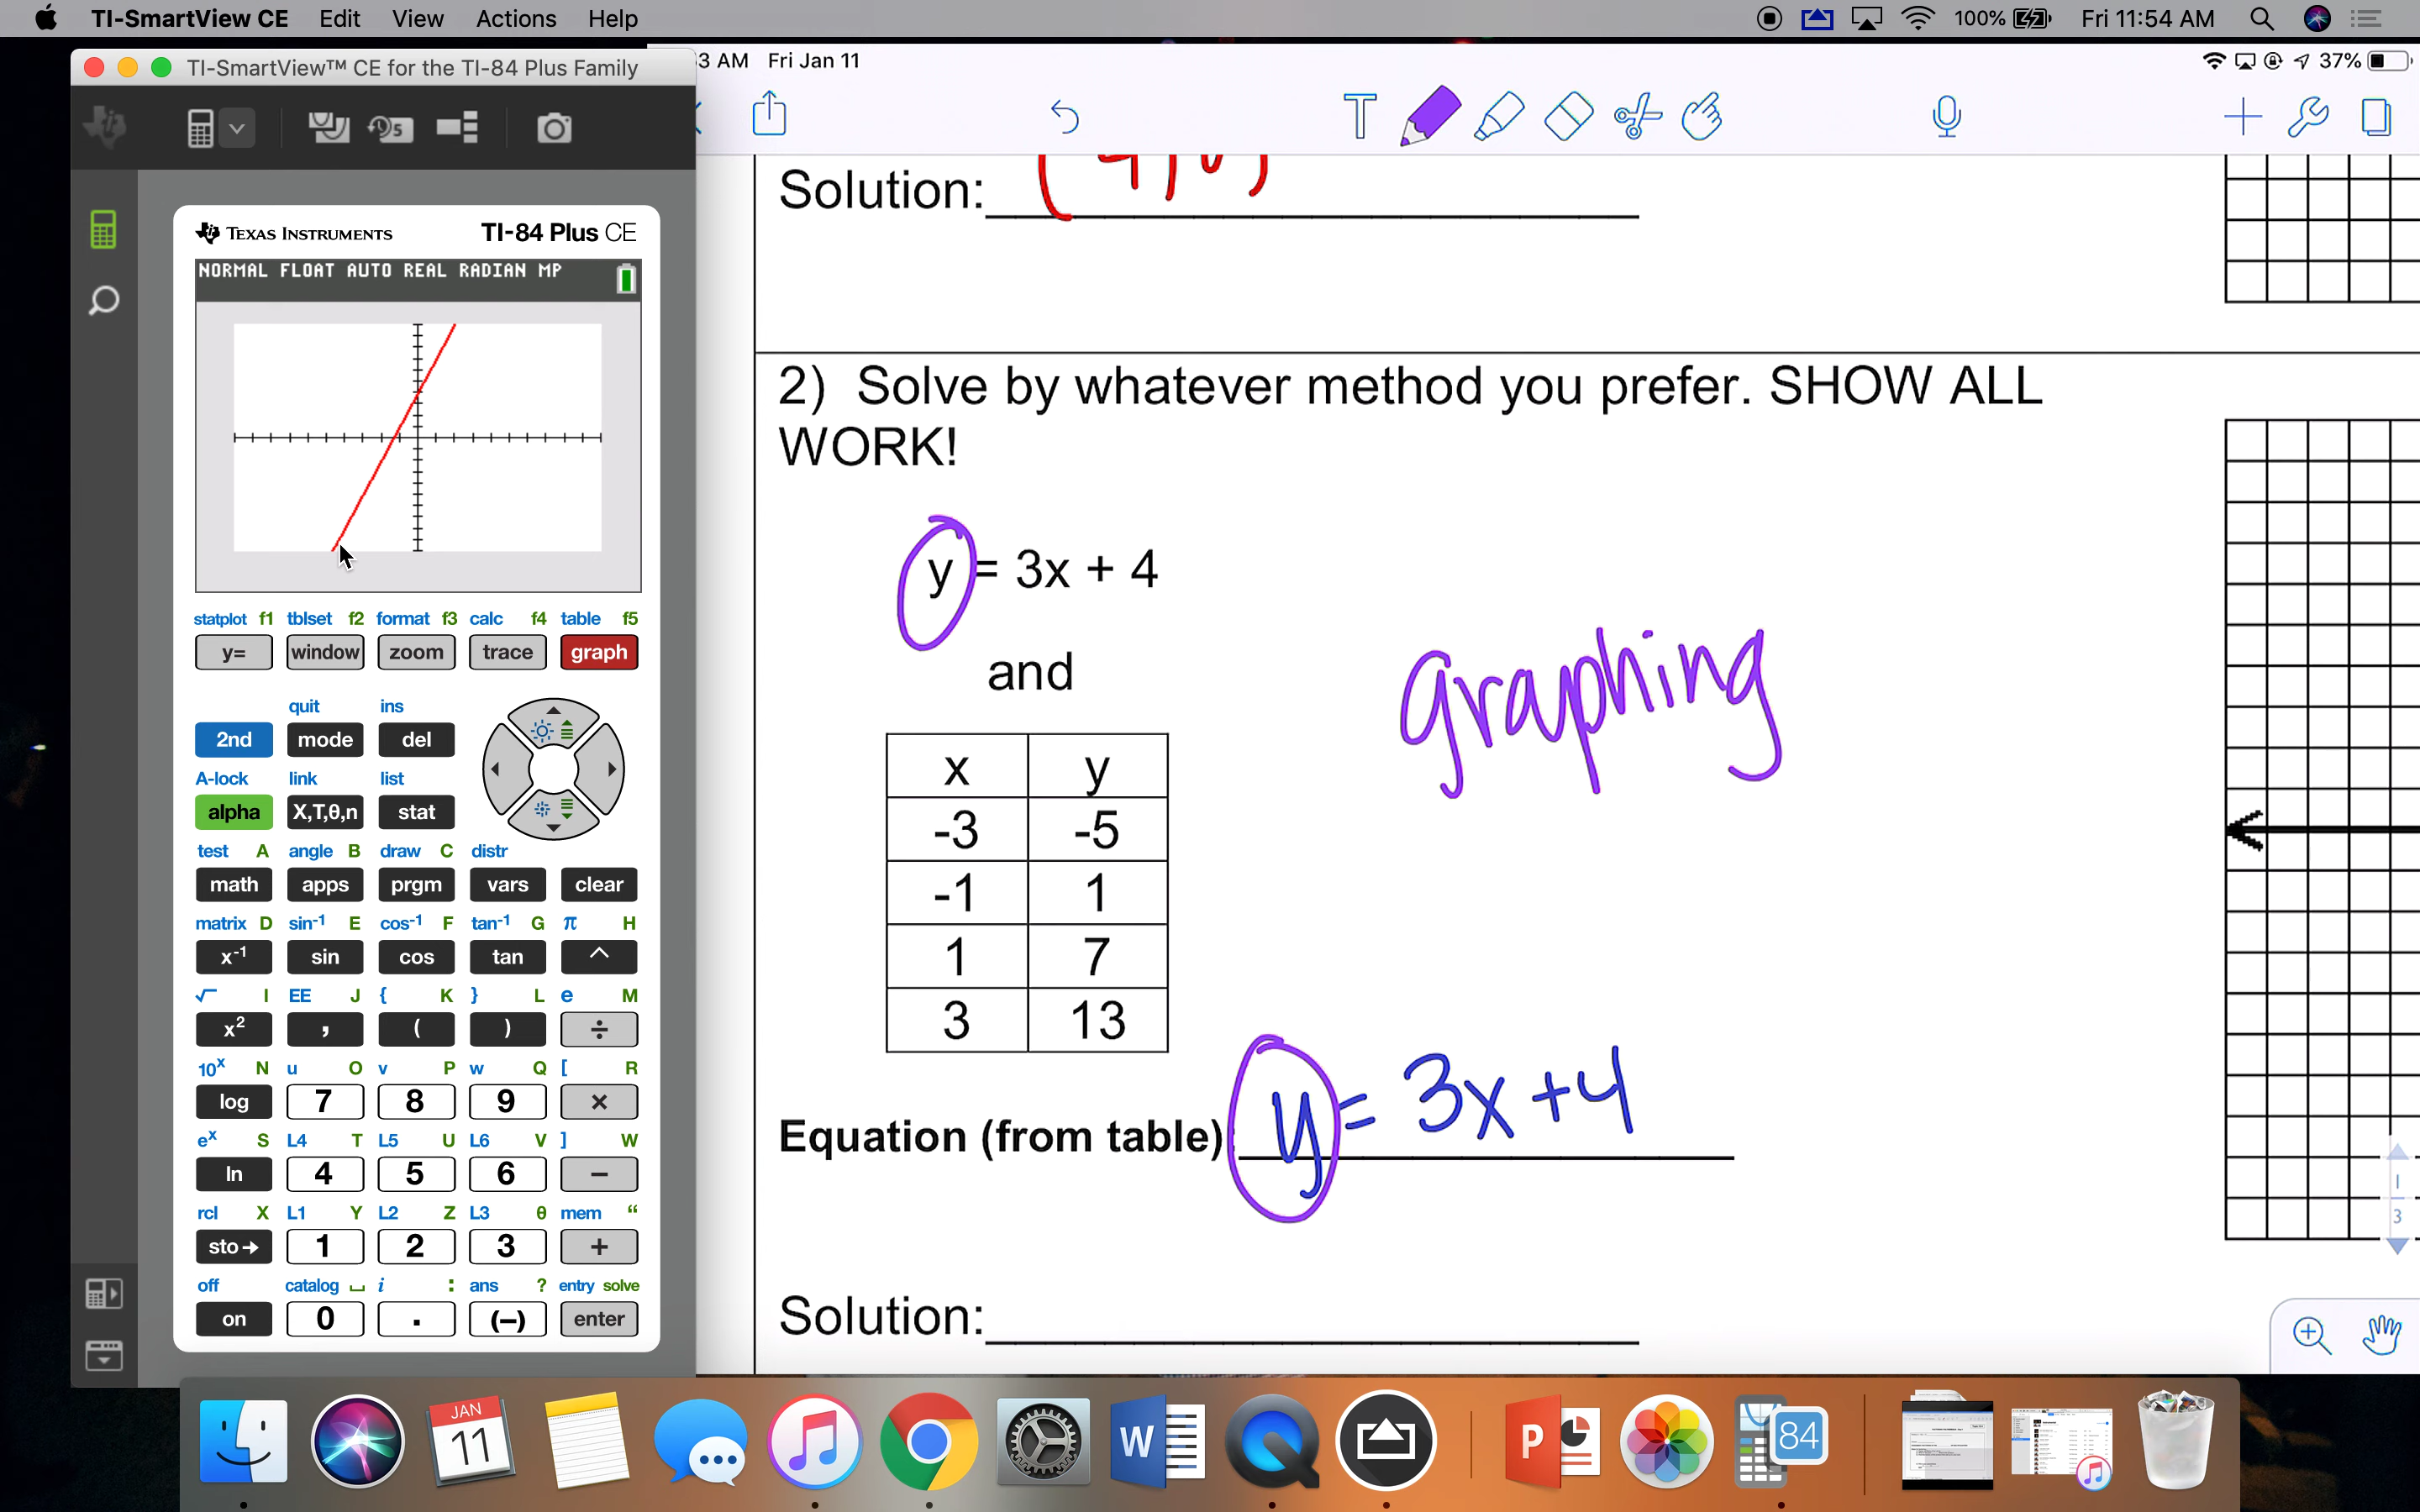 TI-SmartView CE Edit View Actions Help 100% Fri 11:54 AM
TI-SmartView™ CE for the TI-84 Plus Family
3 AM Fri Jan 11 37%
TEXAS INSTRUMENTS TI-84 Plus CE
NORMAL FLOAT AUTO REAL RADIAN MP
statplot f1 tblset f2 format f3 calc f4 table f5
y= window zoom trace graph
quit ins
2nd mode del
A-lock link list
alpha X,T,θ,n stat
test A angle B draw C distr
math apps prgm vars clear
matrix D sin⁻¹ E cos⁻¹ F tan⁻¹ G π H
x⁻¹ sin cos tan ^
√ I EE J { K } L e M
x² , ( ) ÷
10ˣ N u O v P w Q [ R
log 7 8 9 ×
eˣ S L4 T L5 U L6 V ] W
ln 4 5 6 −
rcl X L1 Y L2 Z L3 θ mem “
sto→ 1 2 3 +
off catalog ⎵ i : ans ? entry solve
on 0 . (−) enter
Solution:
2) Solve by whatever method you prefer. SHOW ALL
WORK!
y = 3x + 4
and
graphing
x y
-3 -5
-1 1
1 7
3 13
Equation (from table) y = 3x + 4
Solution:
1
3
JAN
11
W
P
84